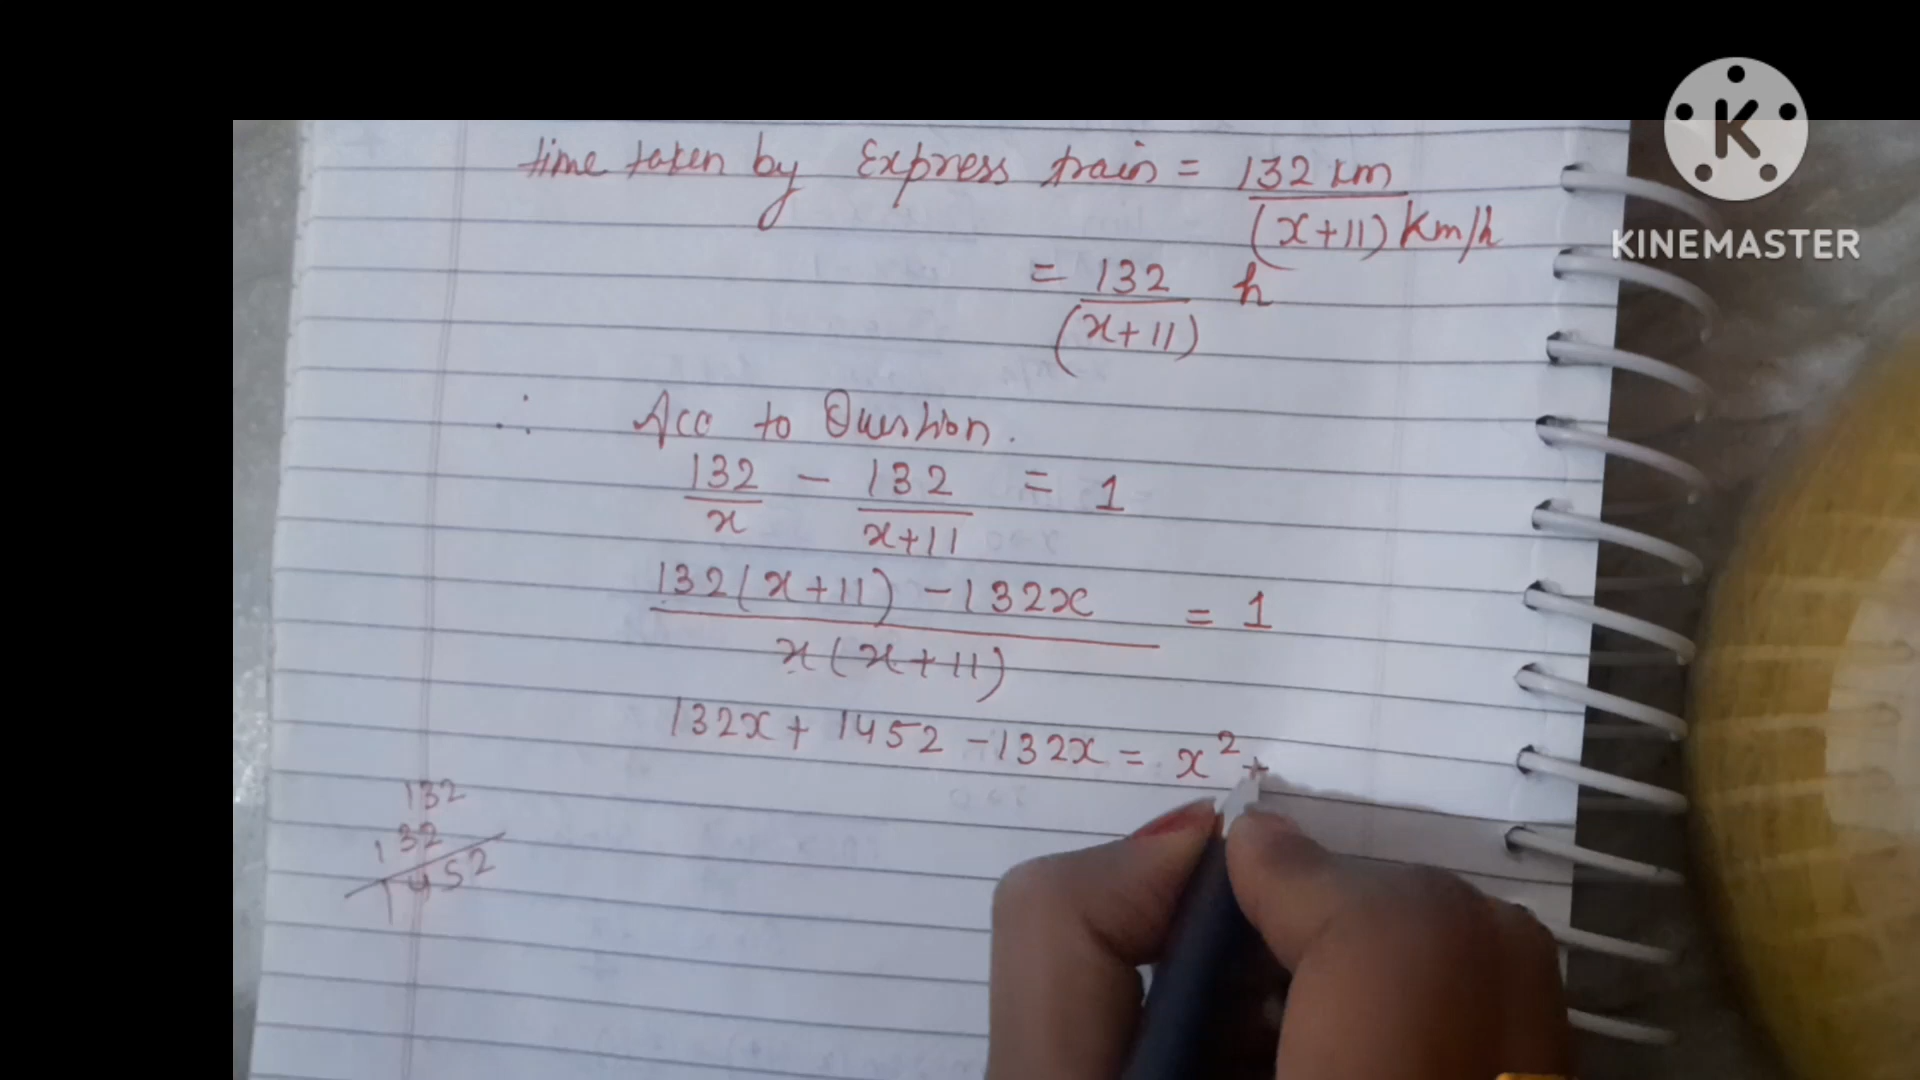 time taken by Express train = 132 km / (x+11) Km/h
= 132 / (x+11) h
∴ Acc to Question.
132/x - 132/x+11 = 1
132(x+11) - 132x / x(x+11) = 1
132x + 1452 - 132x = x² +
132
132
1452
K
KINEMASTER